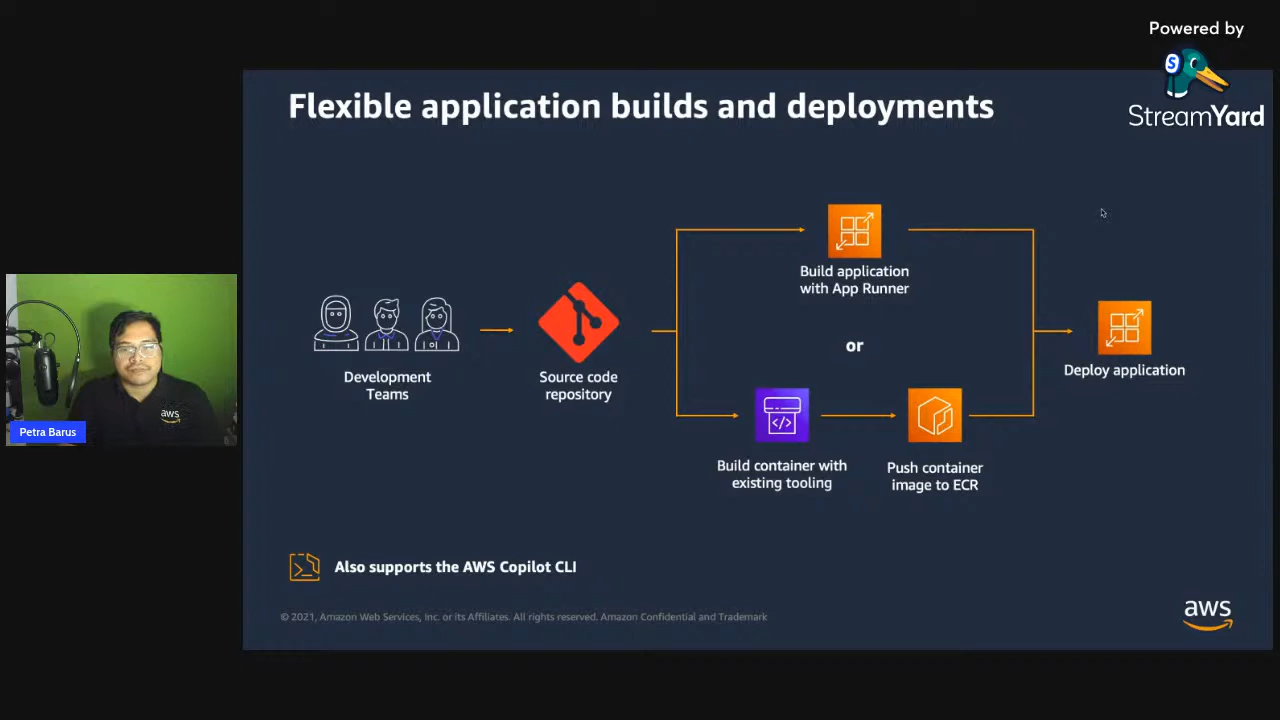 Powered by
StreamYard
Flexible application builds and deployments
Build application
with App Runner
or
Development
Teams
Source code
repository
Deploy application
Build container with
existing tooling
Push container
image to ECR
Also supports the AWS Copilot CLI
© 2021, Amazon Web Services, Inc. or its Affiliates. All rights reserved. Amazon Confidential and Trademark
aws
aws
Petra Barus
S